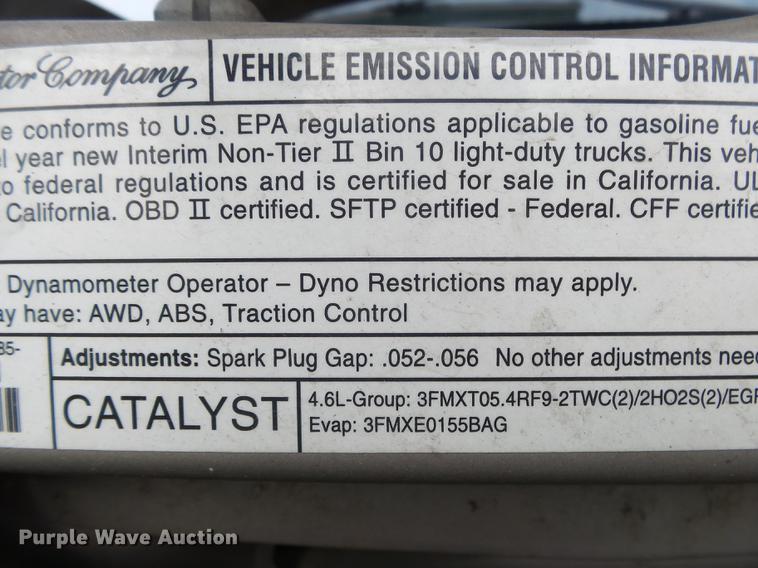 tor Company VEHICLE EMISSION CONTROL INFORMAT
e conforms to U.S. EPA regulations applicable to gasoline fue
l year new Interim Non-Tier II Bin 10 light-duty trucks. This veh
o federal regulations and is certified for sale in California. UL
California. OBD II certified. SFTP certified - Federal. CFF certifie
Dynamometer Operator – Dyno Restrictions may apply.
ay have: AWD, ABS, Traction Control
85-
Adjustments: Spark Plug Gap: .052-.056 No other adjustments need
CATALYST
4.6L-Group: 3FMXT05.4RF9-2TWC(2)/2HO2S(2)/EGR
Evap: 3FMXE0155BAG
Purple Wave Auction